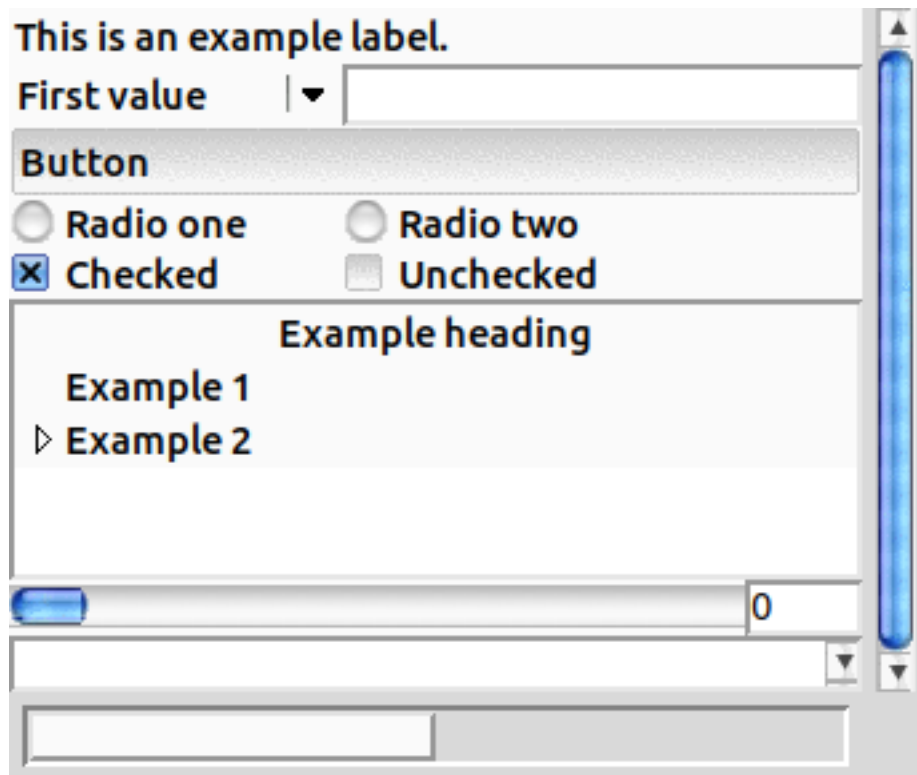 This is an example label.
First value
Button
Radio one Radio two
Checked Unchecked
Example heading
Example 1
Example 2
0